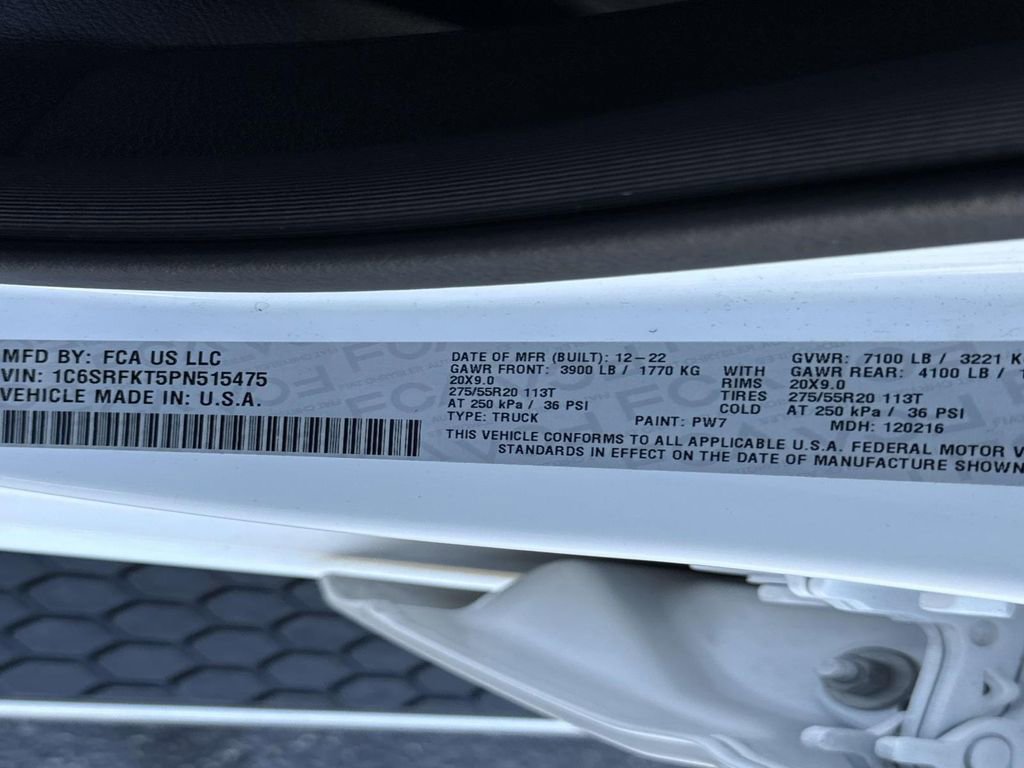 MFD BY: FCA US LLC
VIN: 1C6SRFKT5PN515475
VEHICLE MADE IN: U.S.A.
DATE OF MFR (BUILT): 12-22 GVWR: 7100 LB / 3221 K
GAWR FRONT: 3900 LB / 1770 KG WITH GAWR REAR: 4100 LB /
20X9.0 RIMS 20X9.0
275/55R20 113T TIRES 275/55R20 113T
AT 250 kPa / 36 PSI COLD AT 250 kPa / 36 PSI
TYPE: TRUCK PAINT: PW7 MDH: 120216
THIS VEHICLE CONFORMS TO ALL APPLICABLE U.S.A. FEDERAL MOTOR V
STANDARDS IN EFFECT ON THE DATE OF MANUFACTURE SHOWN